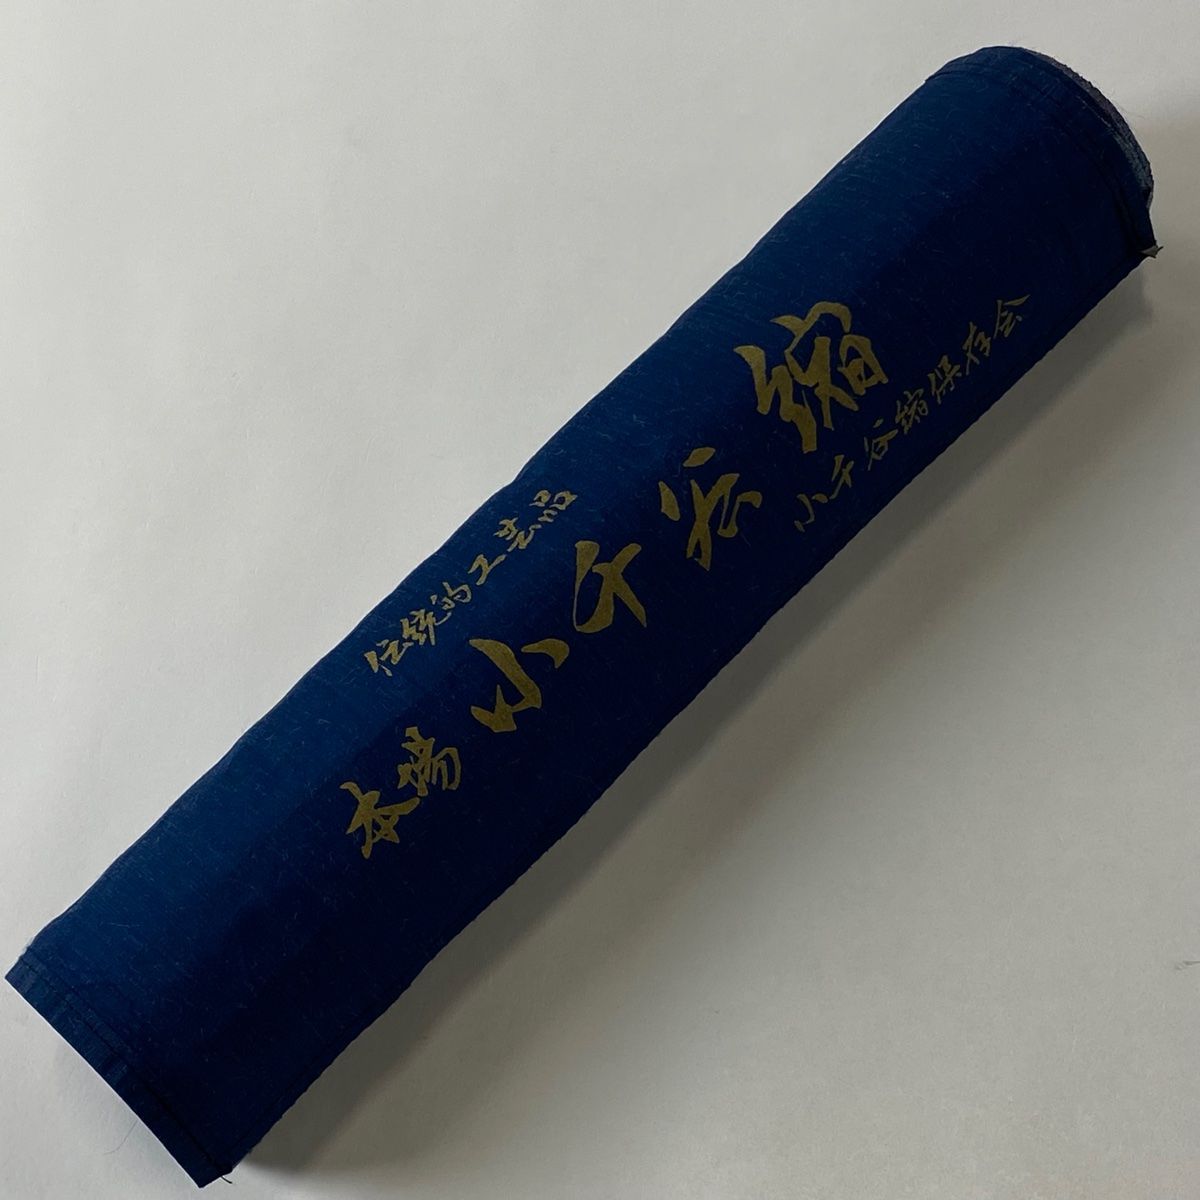 伝統的工芸品
本場 小千谷縮
小千谷縮保存会